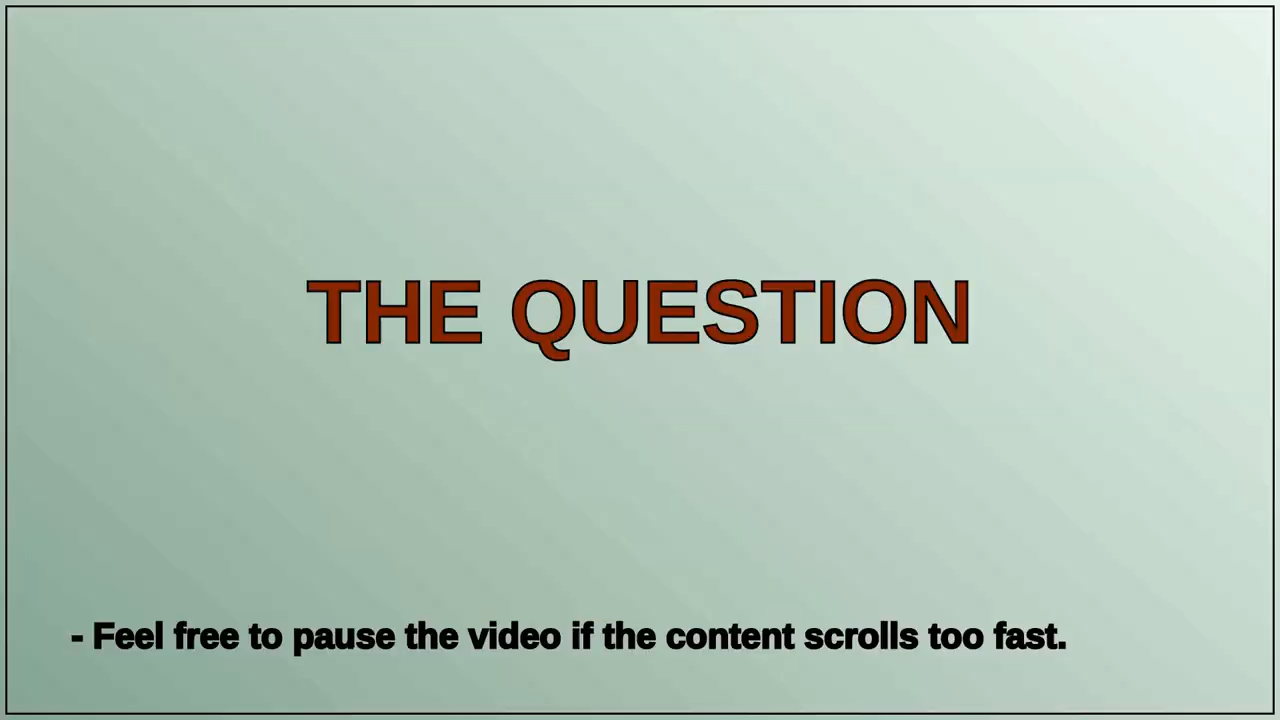 THE QUESTION
- Feel free to pause the video if the content scrolls too fast.